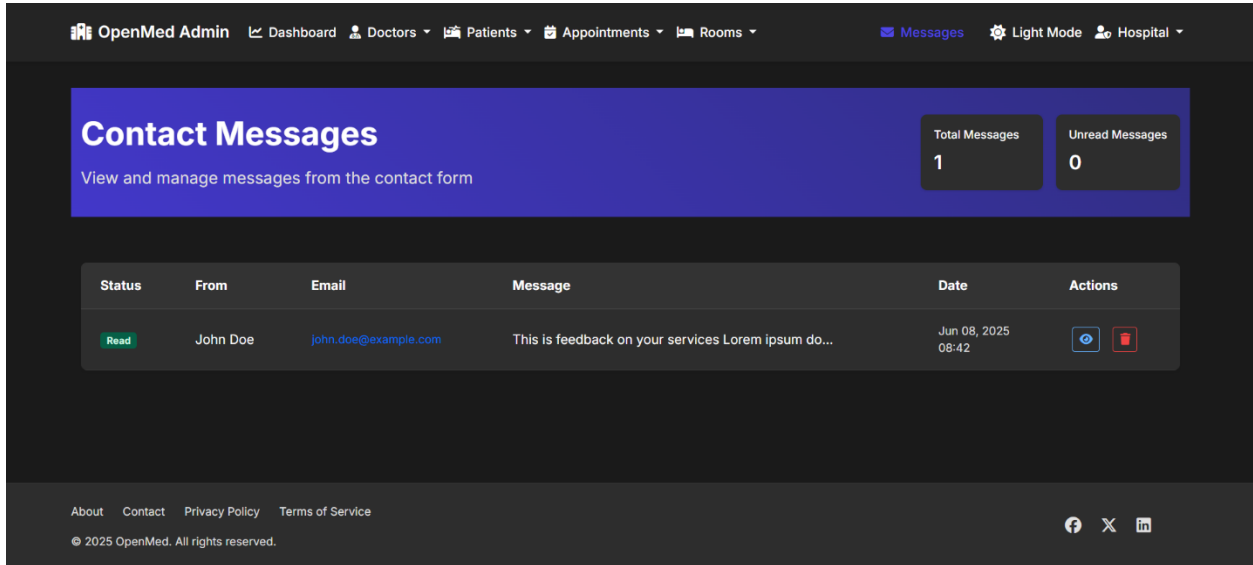 OpenMed Admin Dashboard Doctors Patients Appointments Rooms Messages Light Mode Hospital
Contact Messages
View and manage messages from the contact form
Total Messages
1
Unread Messages
0
Status From Email Message Date Actions
Read John Doe john.doe@example.com This is feedback on your services Lorem ipsum do... Jun 08, 2025
08:42
About Contact Privacy Policy Terms of Service
© 2025 OpenMed. All rights reserved.